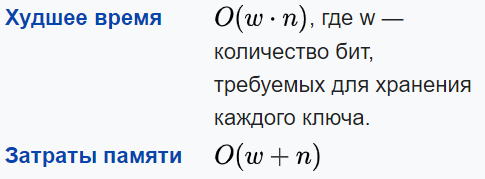 Худшее время O(w · n), где w —
количество бит,
требуемых для хранения
каждого ключа.
Затраты памяти O(w + n)